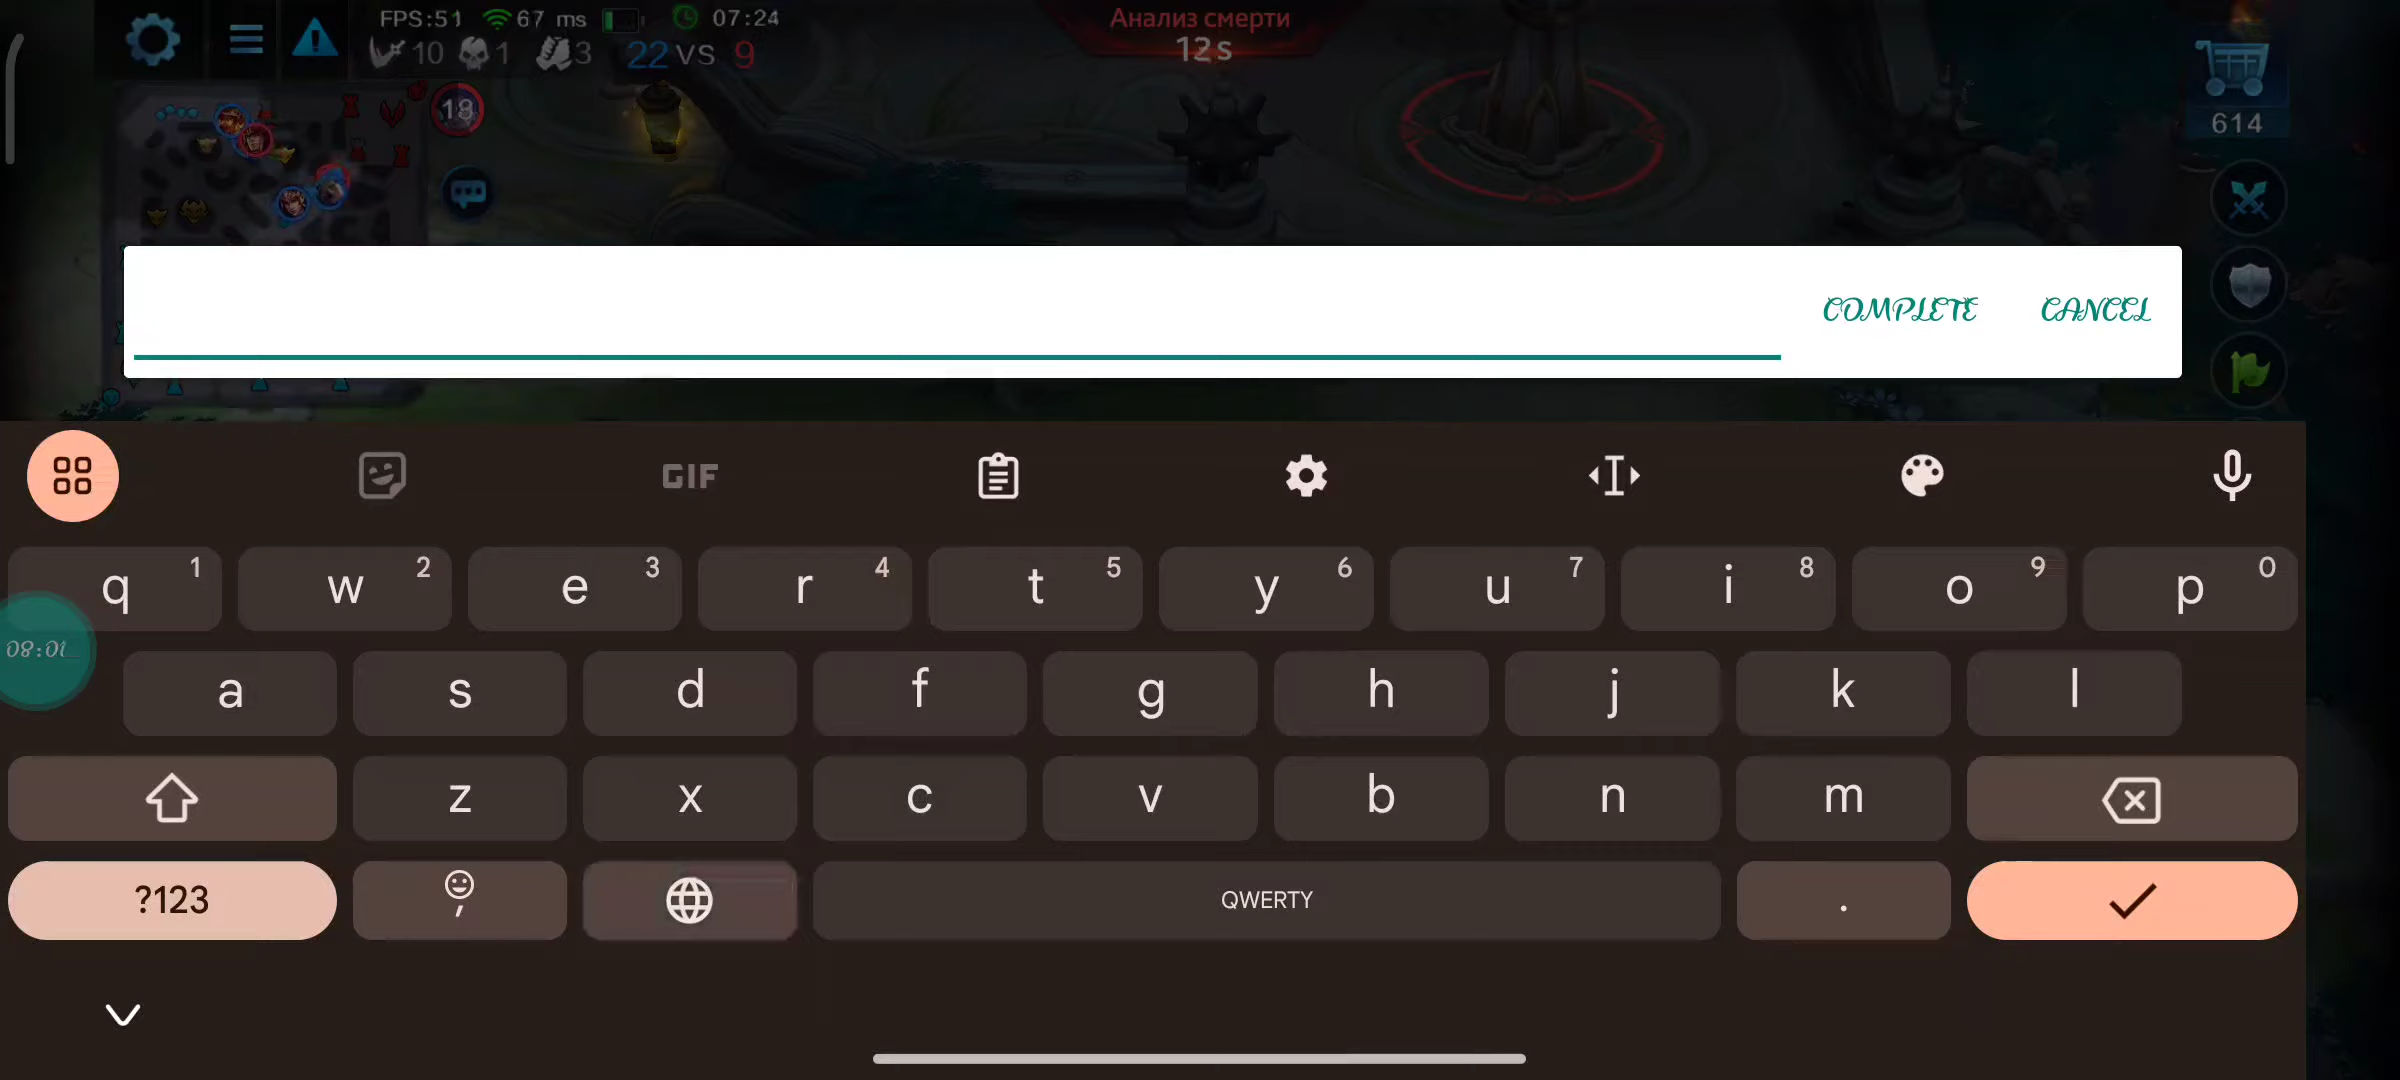 FPS:51 67 ms 07:24
10 1 3 22 VS 9
Анализ смерти
12s
18
614
COMPLETE CANCEL
GIF
q 1 w 2 e 3 r 4 t 5 y 6 u 7 i 8 o 9 p 0
08:01
a s d f g h j k l
z x c v b n m
?123 , QWERTY .